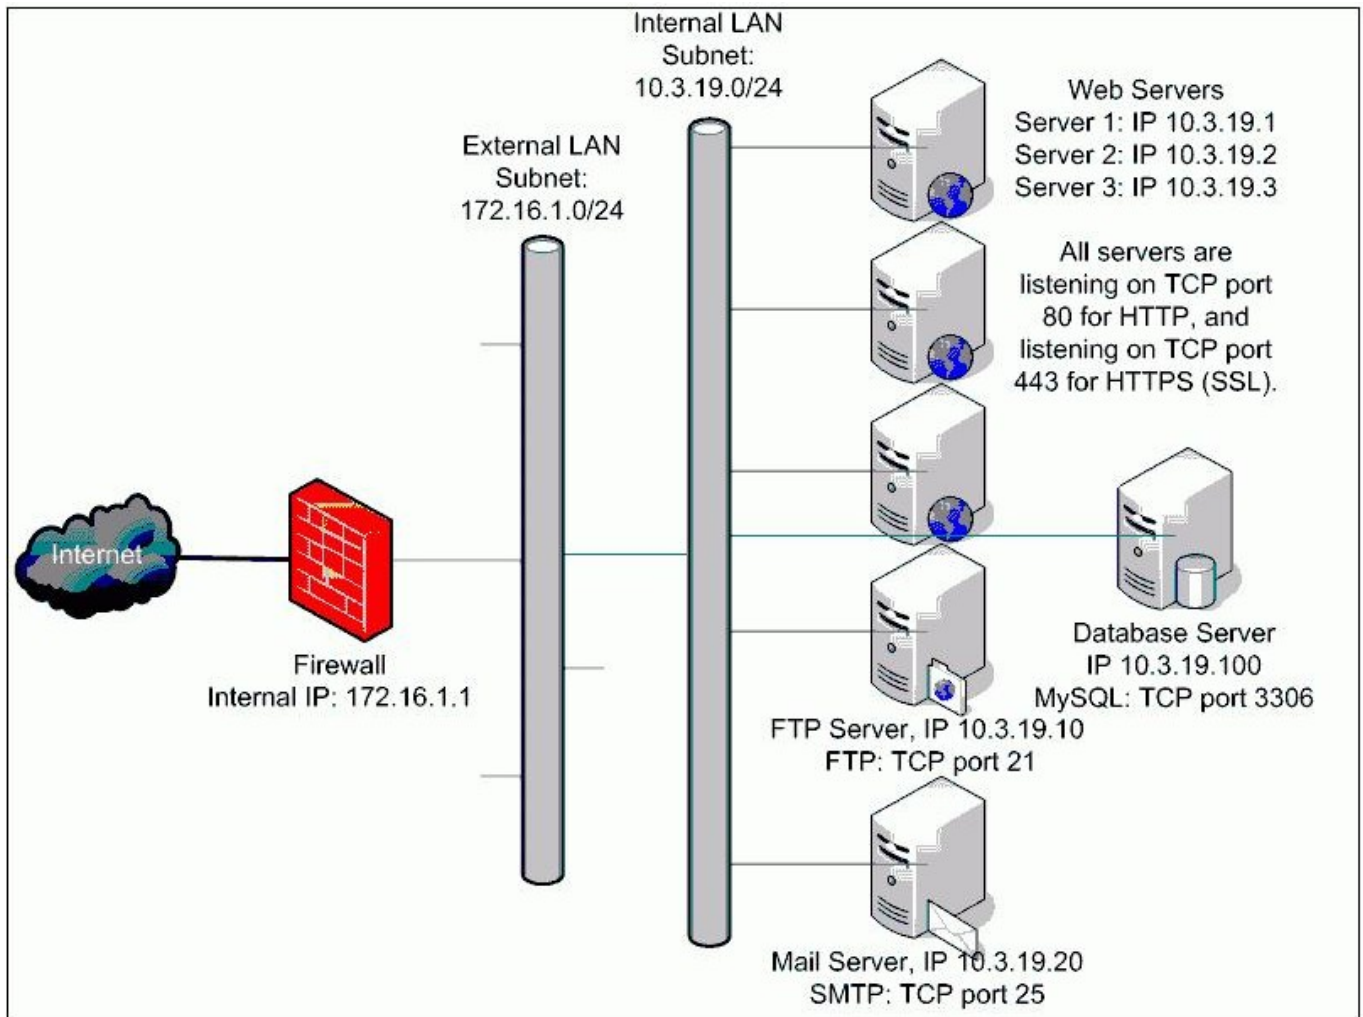 Internal LAN
Subnet:
10.3.19.0/24
External LAN
Subnet:
172.16.1.0/24
Web Servers
Server 1: IP 10.3.19.1
Server 2: IP 10.3.19.2
Server 3: IP 10.3.19.3
All servers are
listening on TCP port
80 for HTTP, and
listening on TCP port
443 for HTTPS (SSL).
Internet
Firewall
Internal IP: 172.16.1.1
Database Server
IP 10.3.19.100
MySQL: TCP port 3306
FTP Server, IP 10.3.19.10
FTP: TCP port 21
Mail Server, IP 10.3.19.20
SMTP: TCP port 25